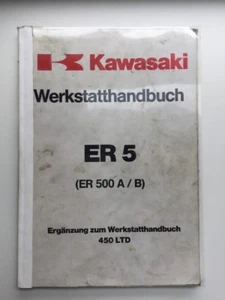 Kawasaki
Werkstatthandbuch
ER 5
(ER 500 A / B)
Ergänzung zum Werkstatthandbuch
450 LTD